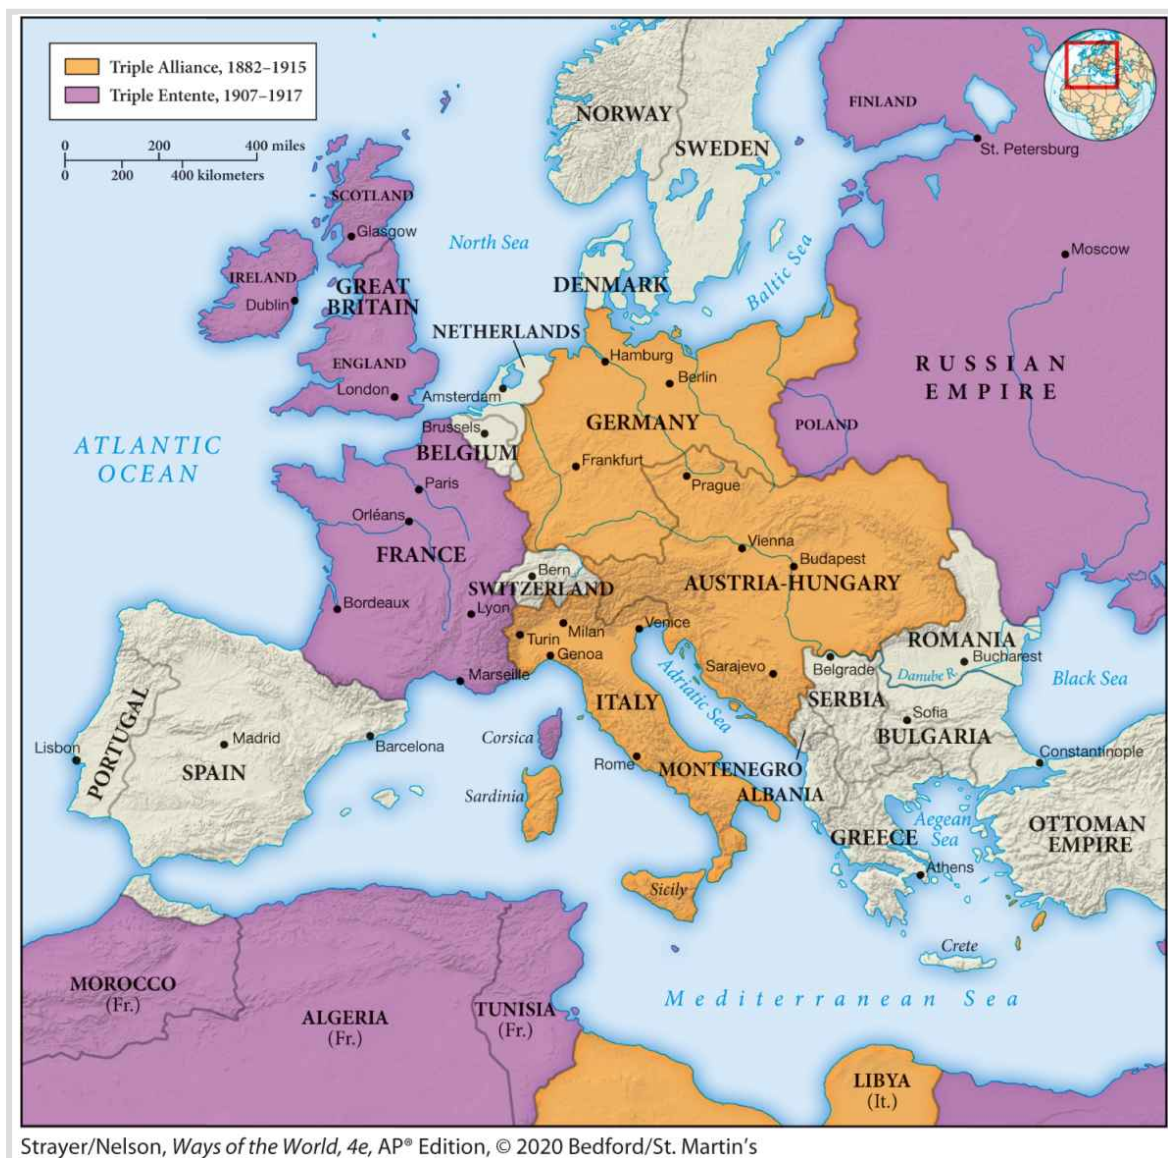 Triple Alliance, 1882–1915
Triple Entente, 1907–1917
0 200 400 miles
0 200 400 kilometers
NORWAY
SWEDEN
FINLAND
St. Petersburg
SCOTLAND
Glasgow
North Sea
Baltic Sea
Moscow
IRELAND
Dublin
GREAT
BRITAIN
DENMARK
NETHERLANDS
ENGLAND
London
Amsterdam
Hamburg
Berlin
RUSSIAN
EMPIRE
ATLANTIC
OCEAN
Brussels
BELGIUM
GERMANY
POLAND
Frankfurt
Prague
Paris
Orléans
FRANCE
Vienna
Budapest
Bern
SWITZERLAND
AUSTRIA-HUNGARY
Bordeaux
Lyon
Turin
Milan
Venice
Genoa
Marseille
ROMANIA
Bucharest
Danube R.
Black Sea
Sarajevo
Belgrade
SERBIA
Adriatic Sea
ITALY
Sofia
BULGARIA
PORTUGAL
Lisbon
Madrid
SPAIN
Barcelona
Corsica
Rome
MONTENEGRO
ALBANIA
Constantinople
Sardinia
GREECE
Aegean
Sea
OTTOMAN
EMPIRE
Athens
Sicily
Crete
Mediterranean Sea
MOROCCO
(Fr.)
ALGERIA
(Fr.)
TUNISIA
(Fr.)
LIBYA
(It.)
Strayer/Nelson, Ways of the World, 4e, AP® Edition, © 2020 Bedford/St. Martin's